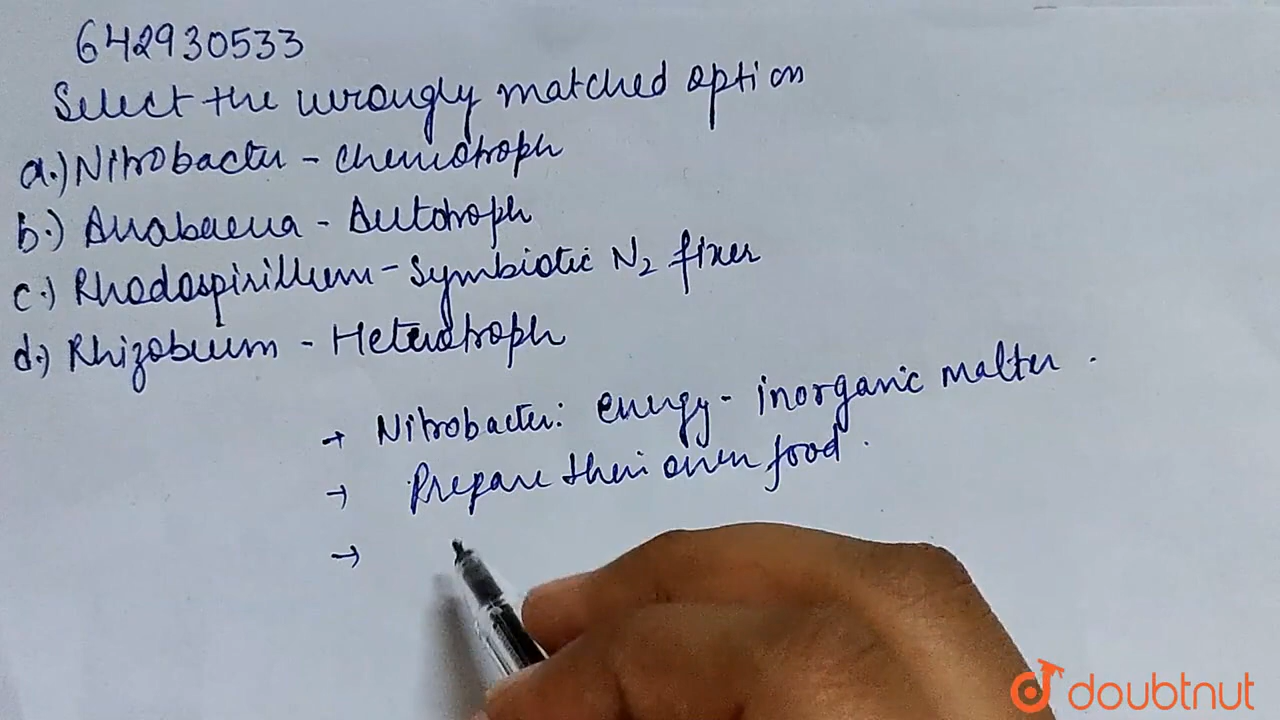 642930533
Select the wrongly matched option
a.) Nitrobacter - Chemotroph
b.) Anabaena - Autotroph
c.) Rhodospirillum - Symbiotic N2 fixer
d.) Rhizobium - Heterotroph
→ Nitrobacter: energy - inorganic matter.
→ Prepare their own food.
→
doubtnut